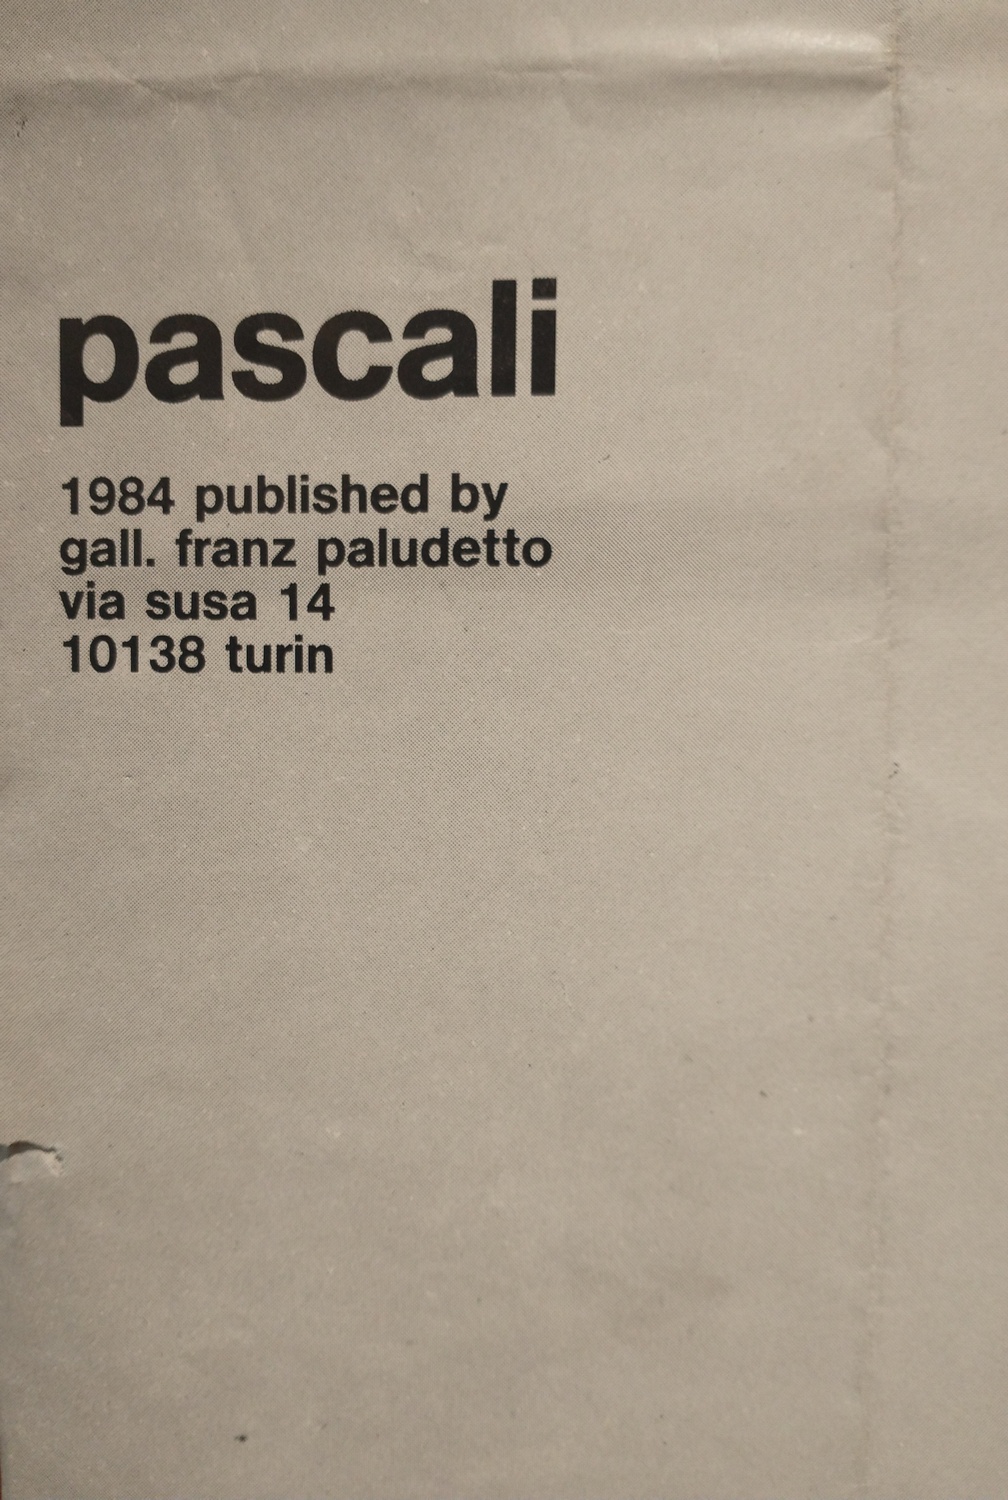 pascali
1984 published by
gall. franz paludetto
via susa 14
10138 turin